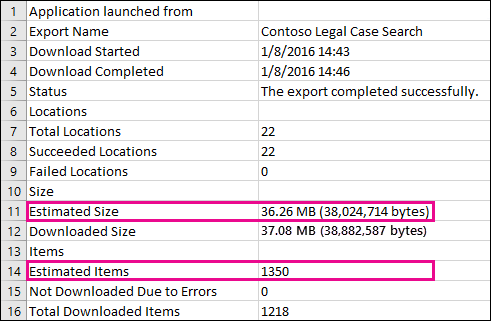 1 Application launched from
2 Export Name Contoso Legal Case Search
3 Download Started 1/8/2016 14:43
4 Download Completed 1/8/2016 14:46
5 Status The export completed successfully.
6 Locations
7 Total Locations 22
8 Succeeded Locations 22
9 Failed Locations 0
10 Size
11 Estimated Size 36.26 MB (38,024,714 bytes)
12 Downloaded Size 37.08 MB (38,882,587 bytes)
13 Items
14 Estimated Items 1350
15 Not Downloaded Due to Errors 0
16 Total Downloaded Items 1218